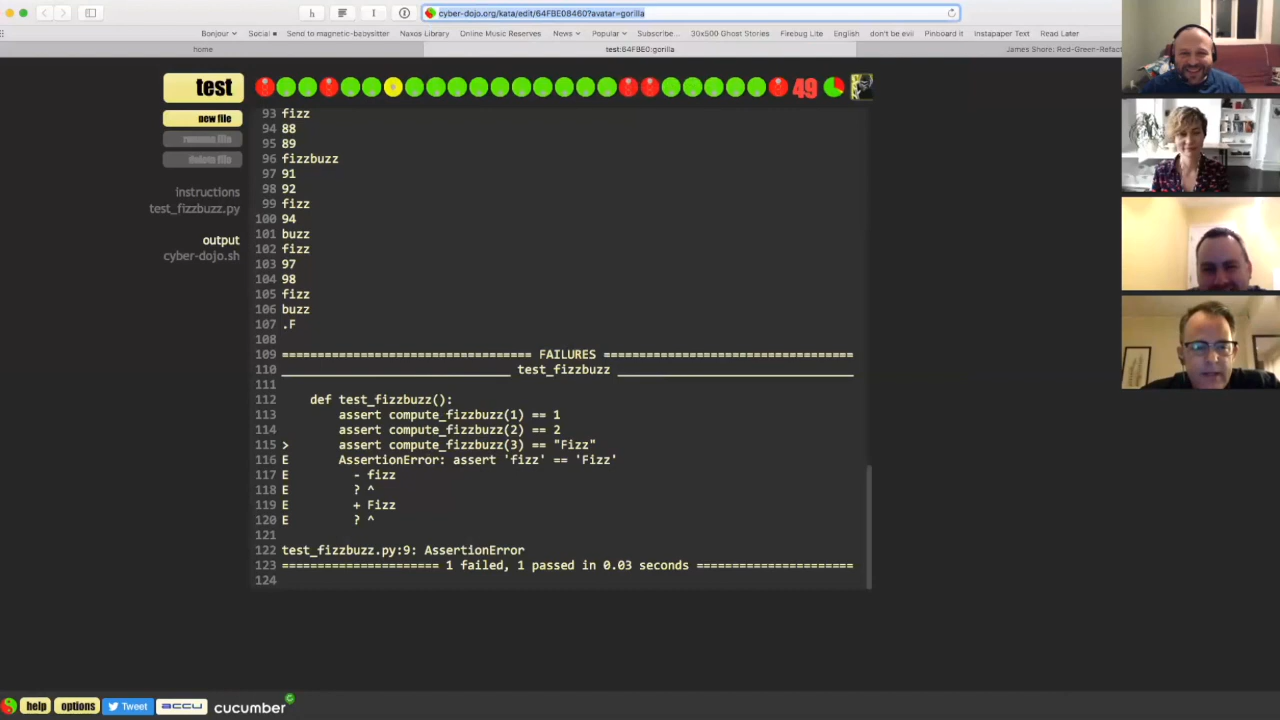 cyber-dojo.org/kata/edit/64FBE08460?avatar=gorilla
Bonjour Social Send to magnetic-babysitter Naxos Library Online Music Reserves News Popular Subscribe... 30x500 Ghost Stories Firebug Lite English don't be evil Pinboard it Instapaper Text Read Later
home test:64FBE0:gorilla James Shore: Red-Green-Refact
test 49
new file
rename file
delete file
instructions
test_fizzbuzz.py
output
cyber-dojo.sh
93 fizz
94 88
95 89
96 fizzbuzz
97 91
98 92
99 fizz
100 94
101 buzz
102 fizz
103 97
104 98
105 fizz
106 buzz
107 .F
108
109 =================================== FAILURES ===================================
110 ________________________________ test_fizzbuzz _________________________________
111
112 def test_fizzbuzz():
113 assert compute_fizzbuzz(1) == 1
114 assert compute_fizzbuzz(2) == 2
115 > assert compute_fizzbuzz(3) == "Fizz"
116 E AssertionError: assert 'fizz' == 'Fizz'
117 E - fizz
118 E ? ^
119 E + Fizz
120 E ? ^
121
122 test_fizzbuzz.py:9: AssertionError
123 ====================== 1 failed, 1 passed in 0.03 seconds ======================
124
help options Tweet accu cucumber